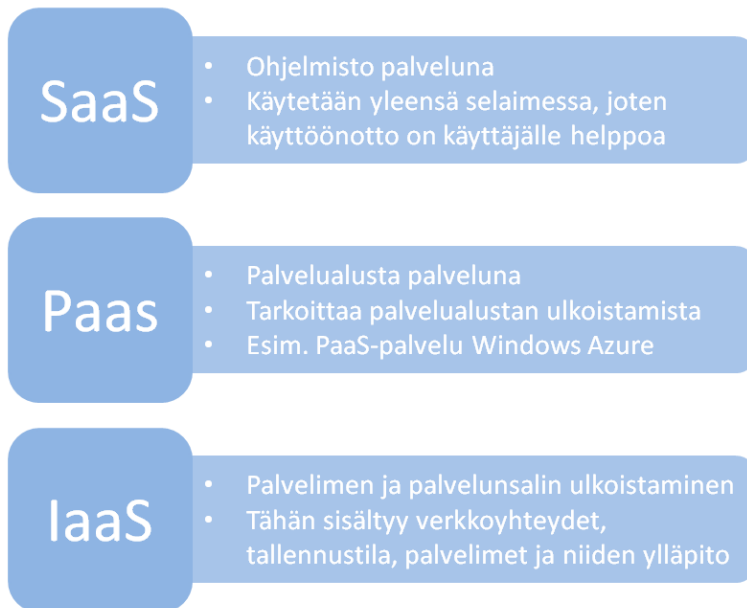 SaaS
• Ohjelmisto palveluna
• Käytetään yleensä selaimessa, joten
käyttöönotto on käyttäjälle helppoa
Paas
• Palvelualusta palveluna
• Tarkoittaa palvelualustan ulkoistamista
• Esim. PaaS-palvelu Windows Azure
IaaS
• Palvelimen ja palvelunsalin ulkoistaminen
• Tähän sisältyy verkkoyhteydet,
tallennustila, palvelimet ja niiden ylläpito